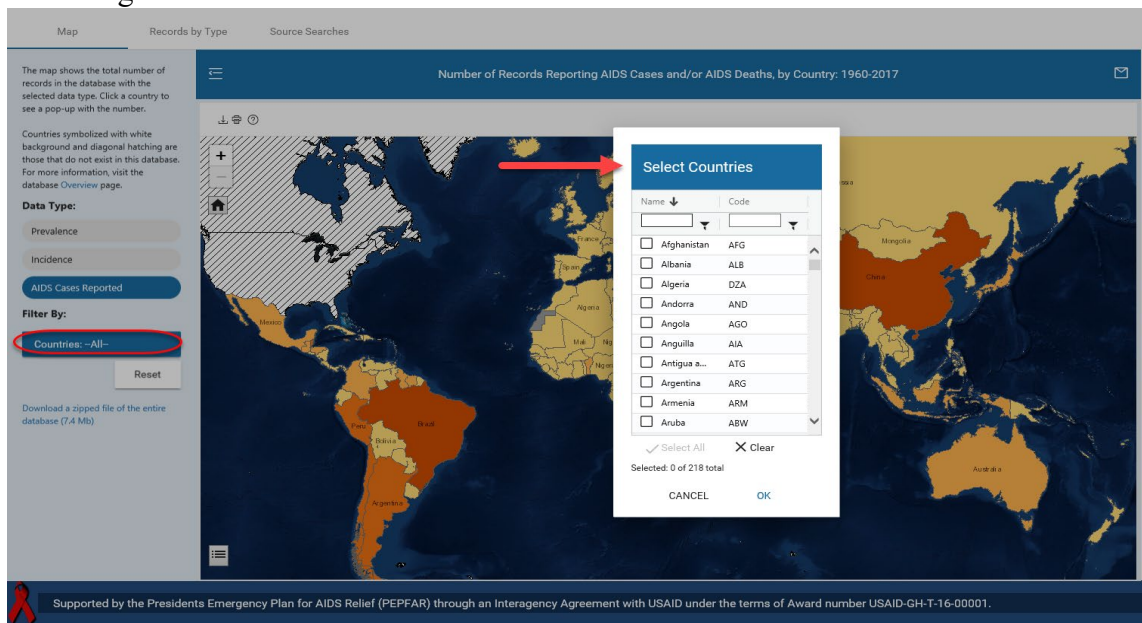 Map Records by Type Source Searches
The map shows the total number of
records in the database with the
selected data type. Click a country to
see a pop-up with the number.
Countries symbolized with white
background and diagonal hatching are
those that do not exist in this database.
For more information, visit the
database Overview page.
Data Type:
Prevalence
Incidence
AIDS Cases Reported
Filter By:
Countries: --All--
Reset
Download a zipped file of the entire
database (7.4 Mb)
Number of Records Reporting AIDS Cases and/or AIDS Deaths, by Country: 1960-2017
Select Countries
Name Code
Afghanistan AFG
Albania ALB
Algeria DZA
Andorra AND
Angola AGO
Anguilla AIA
Antigua a... ATG
Argentina ARG
Armenia ARM
Aruba ABW
Select All Clear
Selected: 0 of 218 total
CANCEL OK
France
Spain
Mongolia
China
Algeria
Mexico
Mali
Peru
Brazil
Bolivia
Argentina
Australia
Supported by the Presidents Emergency Plan for AIDS Relief (PEPFAR) through an Interagency Agreement with USAID under the terms of Award number USAID-GH-T-16-00001.